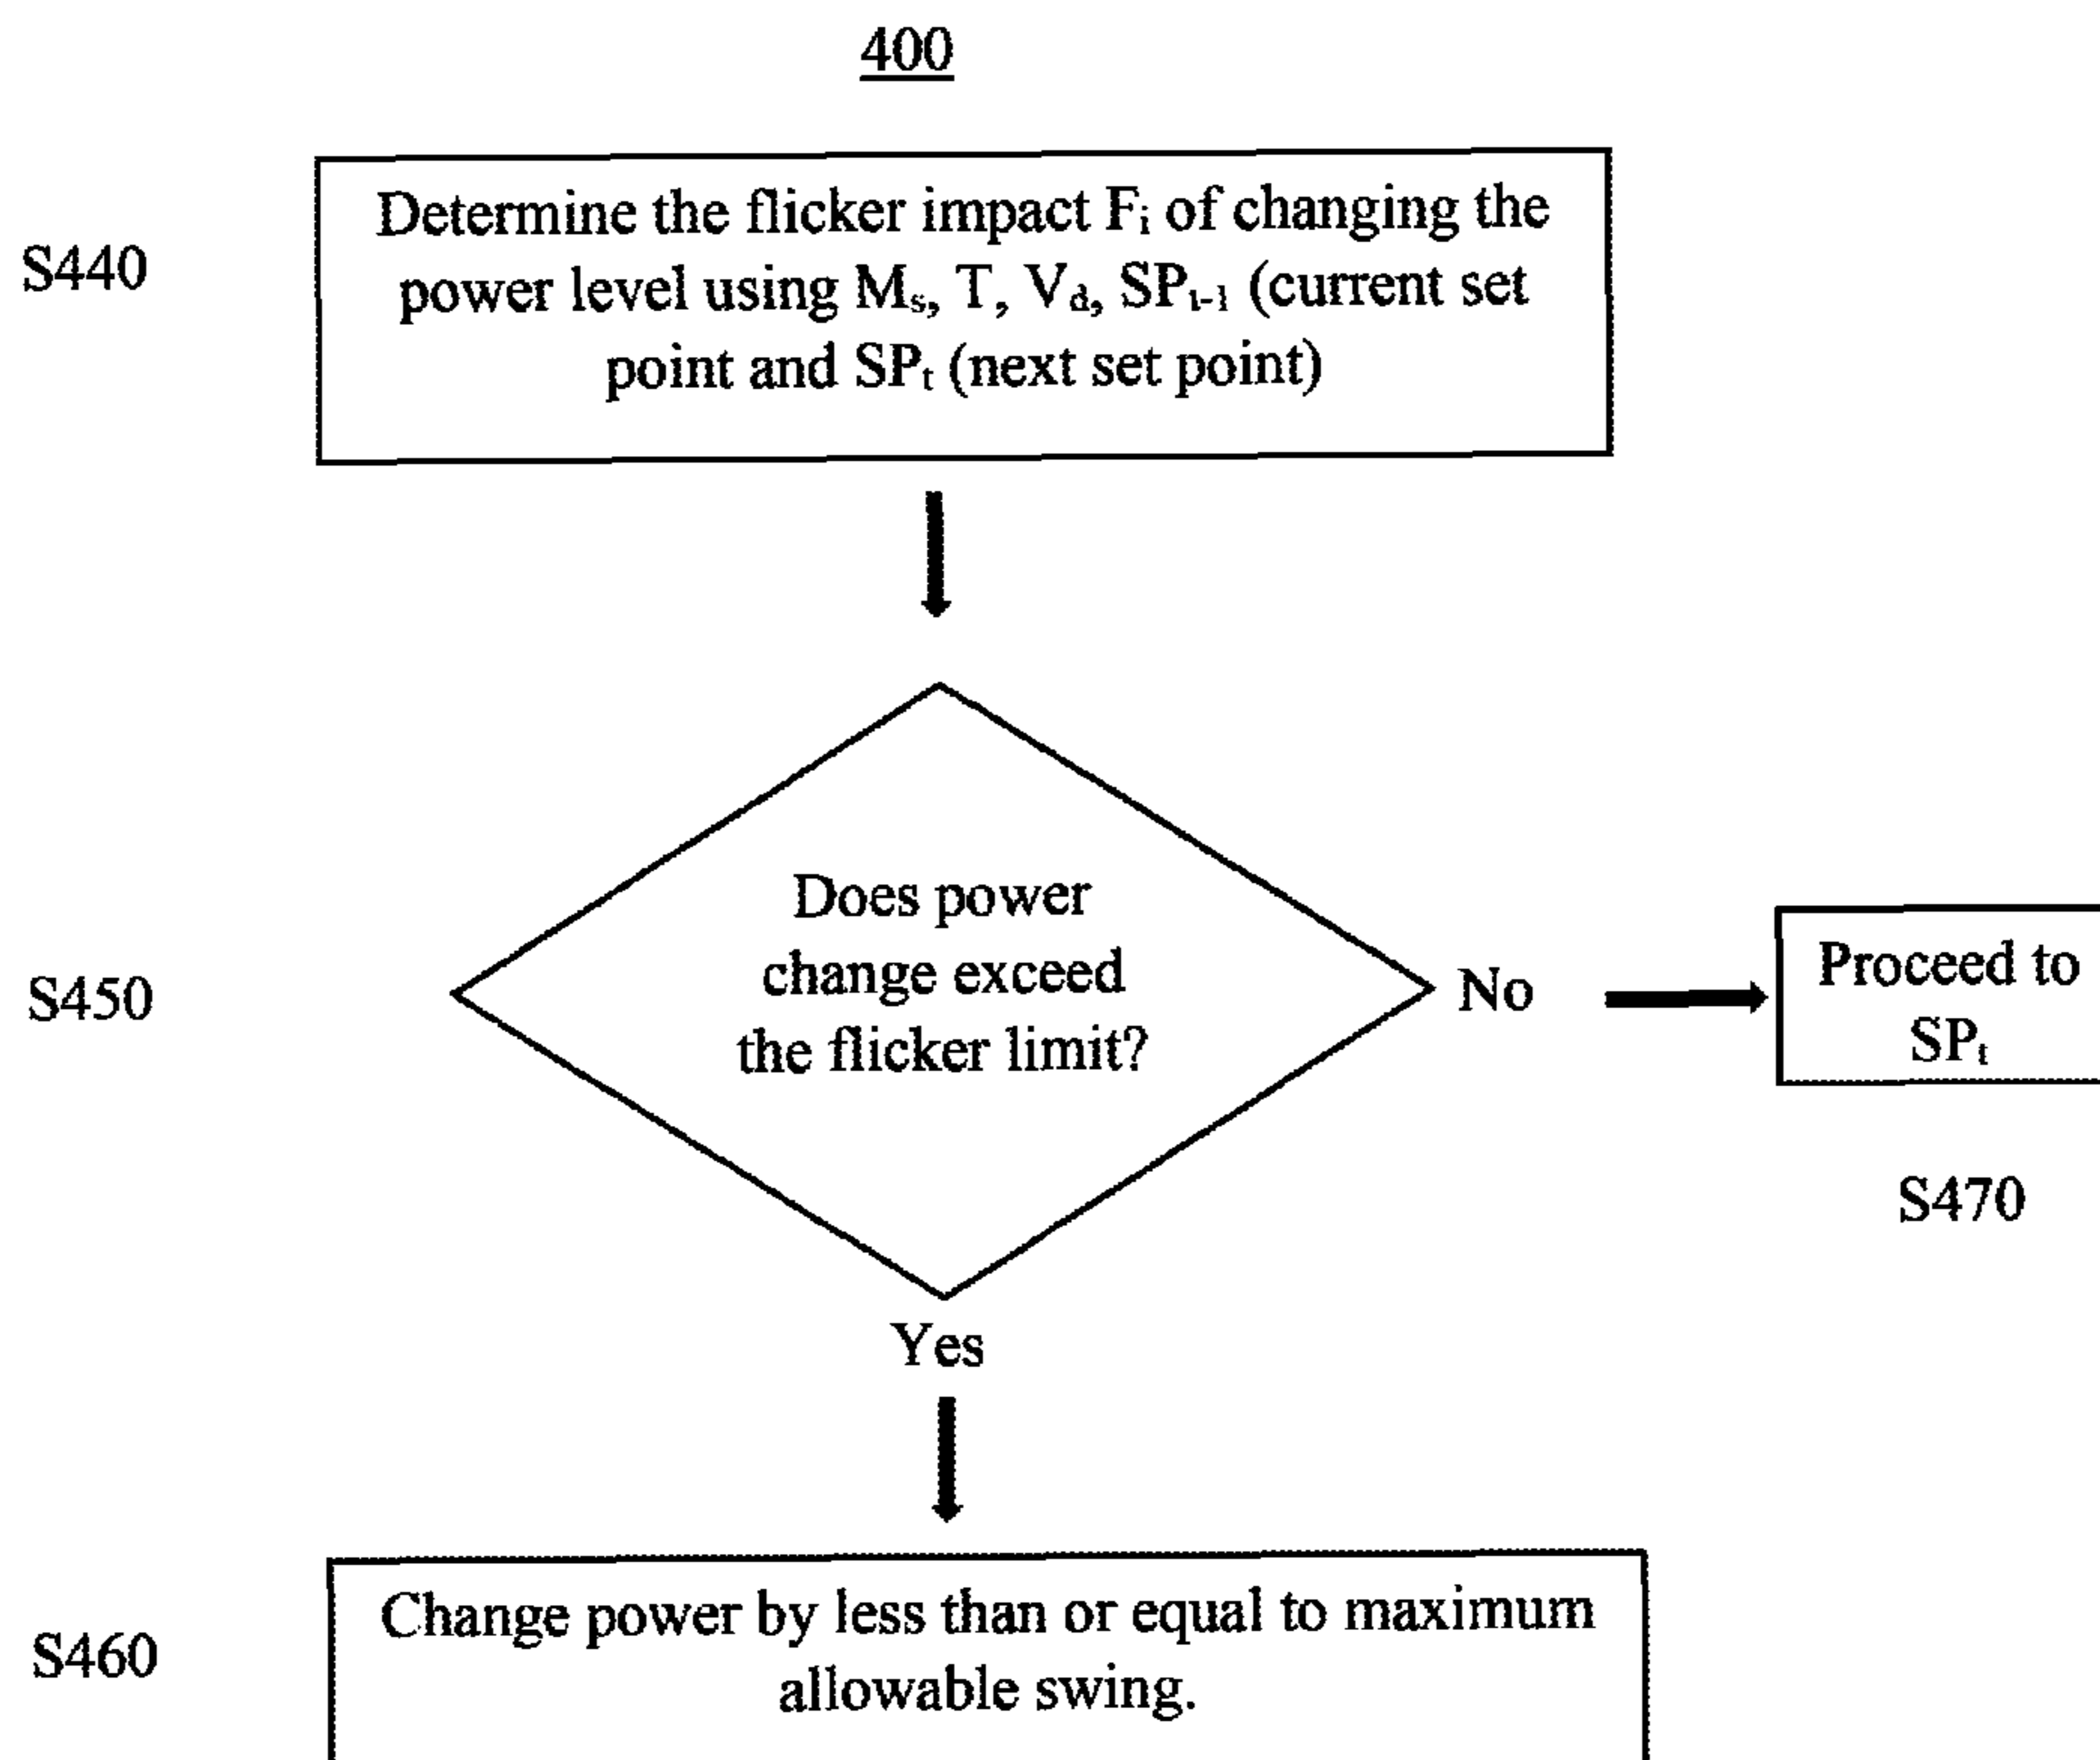 400
S440
Determine the flicker impact Fᵢ of changing the
power level using Mₛ, T, V_d, SPₜ₋₁ (current set
point and SPₜ (next set point)
S450
Does power
change exceed
the flicker limit?
No
Proceed to
SPₜ
S470
Yes
S460
Change power by less than or equal to maximum
allowable swing.